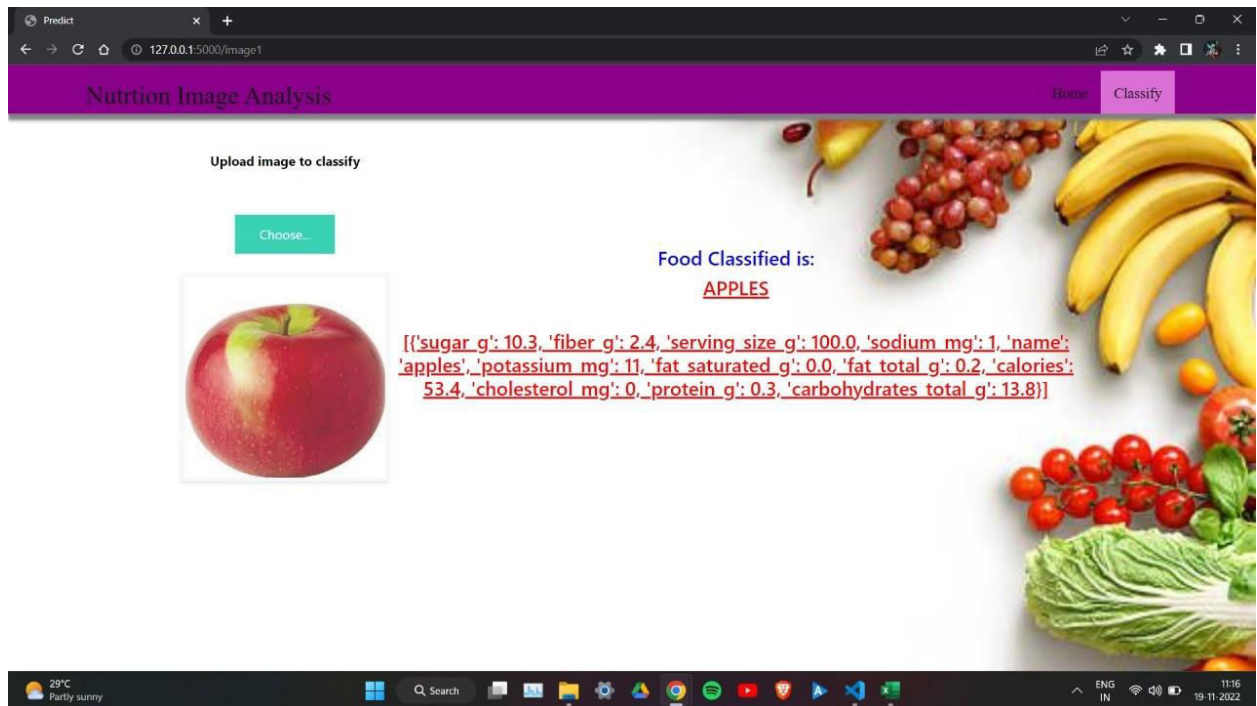 Predict
127.0.0.1:5000/image1
Nutrtion Image Analysis
Home
Classify
Upload image to classify
Choose...
Food Classified is:
APPLES
[{'sugar_g': 10.3, 'fiber_g': 2.4, 'serving_size_g': 100.0, 'sodium_mg': 1, 'name':
'apples', 'potassium_mg': 11, 'fat_saturated_g': 0.0, 'fat_total_g': 0.2, 'calories':
53.4, 'cholesterol_mg': 0, 'protein_g': 0.3, 'carbohydrates_total_g': 13.8}]
29°C
Partly sunny
Search
ENG
IN
11:16
19-11-2022